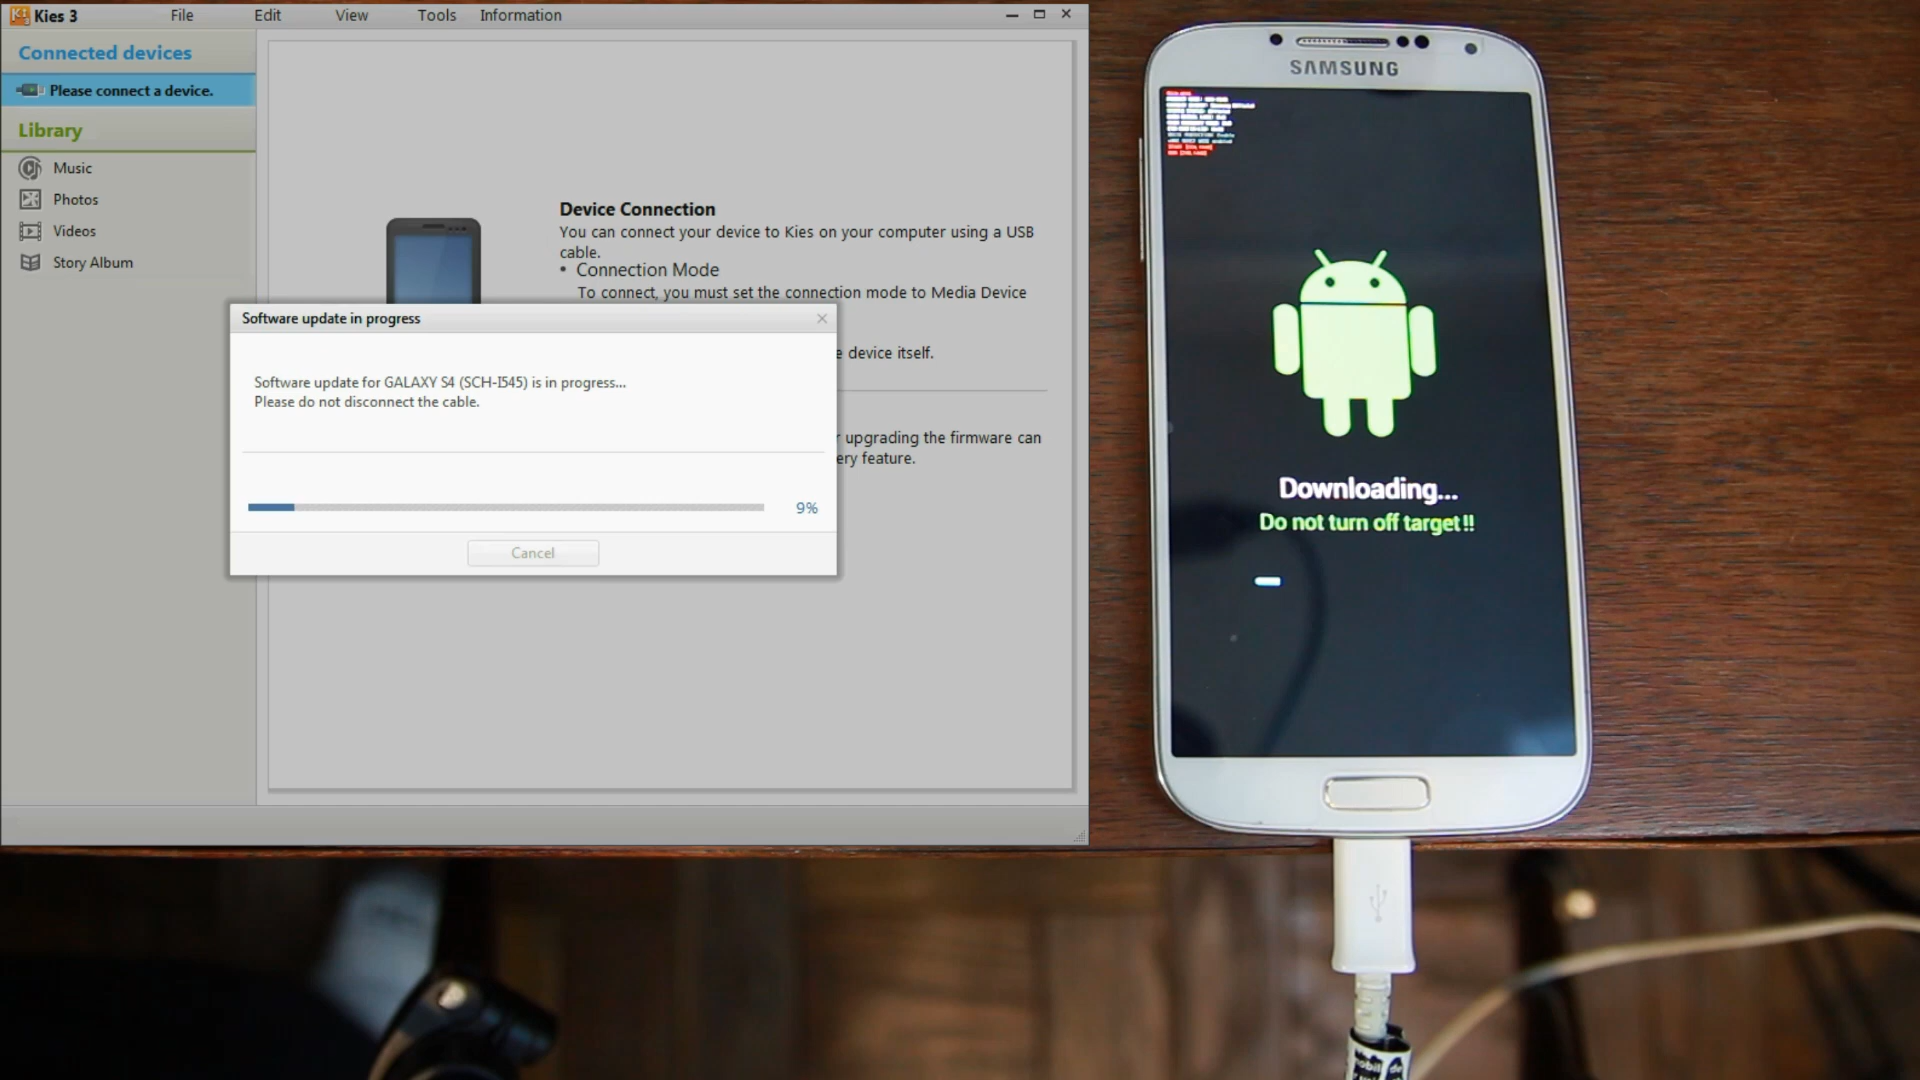 Kies 3
File
Edit
View
Tools
Information
Connected devices
Please connect a device.
Library
Music
Photos
Videos
Story Album
Device Connection
You can connect your device to Kies on your computer using a USB
cable.
• Connection Mode
To connect, you must set the connection mode to Media Device
device itself.
upgrading the firmware can
feature.
Software update in progress
Software update for GALAXY S4 (SCH-I545) is in progress...
Please do not disconnect the cable.
9%
Cancel
SAMSUNG
Downloading...
Do not turn off target!!